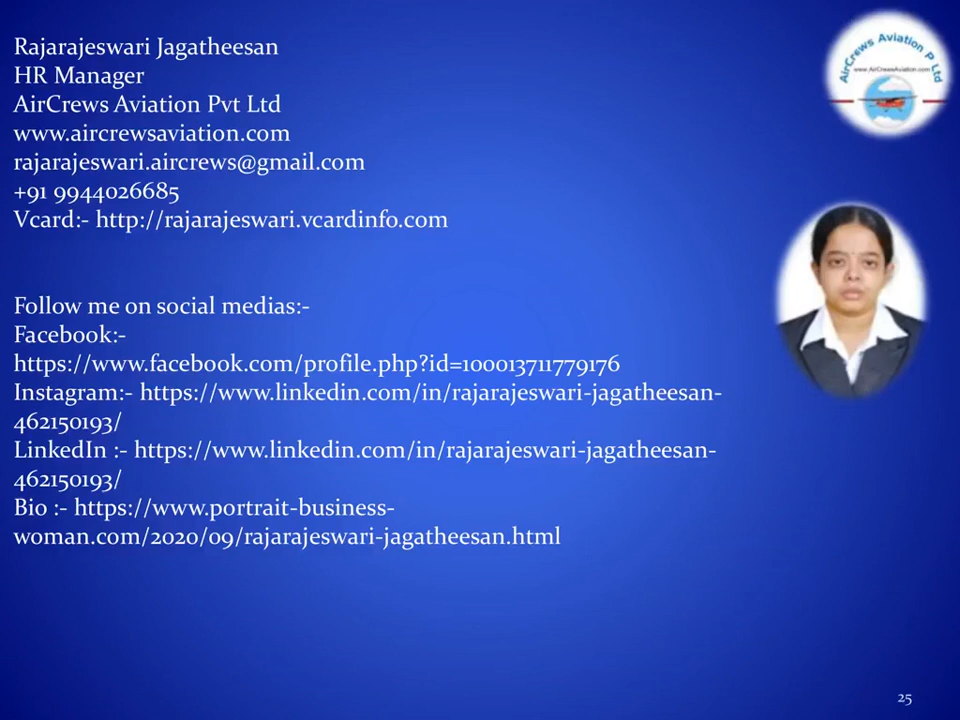 Rajarajeswari Jagatheesan
HR Manager
AirCrews Aviation Pvt Ltd
www.aircrewsaviation.com
rajarajeswari.aircrews@gmail.com
+91 9944026685
Vcard:- http://rajarajeswari.vcardinfo.com
Follow me on social medias:-
Facebook:-
https://www.facebook.com/profile.php?id=100013711779176
Instagram:- https://www.linkedin.com/in/rajarajeswari-jagatheesan-
462150193/
LinkedIn :- https://www.linkedin.com/in/rajarajeswari-jagatheesan-
462150193/
Bio :- https://www.portrait-business-
woman.com/2020/09/rajarajeswari-jagatheesan.html
AirCrews Aviation P Ltd
www.AirCrewsAviation.com
25